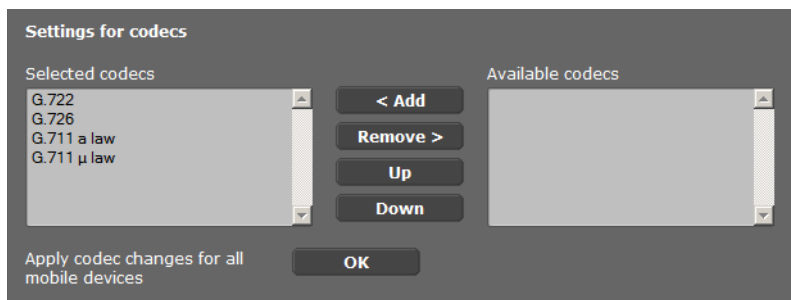 Settings for codecs
Selected codecs
G.722
G.726
G.711 a law
G.711 µ law
< Add
Remove >
Up
Down
Available codecs
Apply codec changes for all
mobile devices
OK